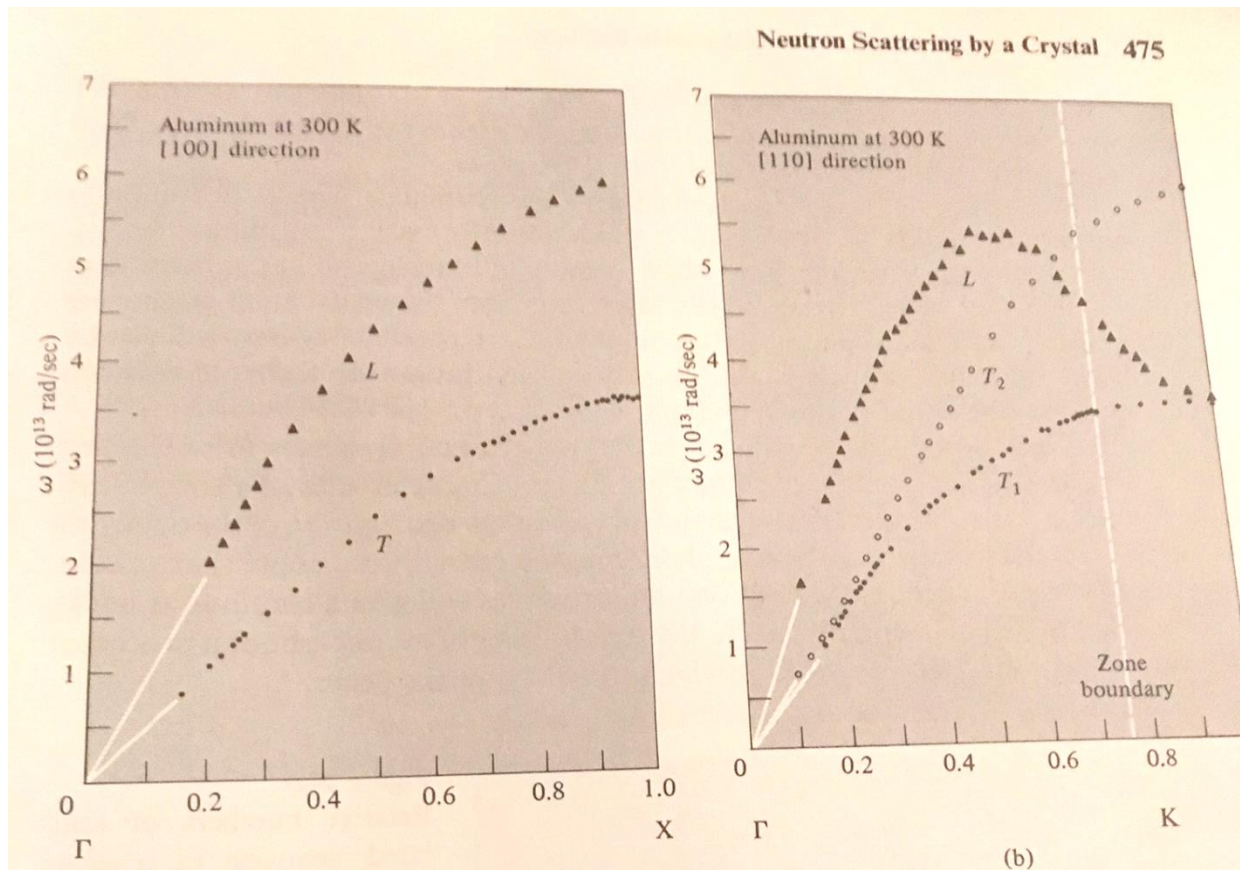 Neutron Scattering by a Crystal 475
7
Aluminum at 300 K
[100] direction
6
5
4
3
2
1
ω (10¹³ rad/sec)
L
T
0
0.2
0.4
0.6
0.8
1.0
Γ
X
7
Aluminum at 300 K
[110] direction
6
5
4
3
2
1
ω (10¹³ rad/sec)
L
T₂
T₁
Zone
boundary
0
0.2
0.4
0.6
0.8
Γ
K
(b)